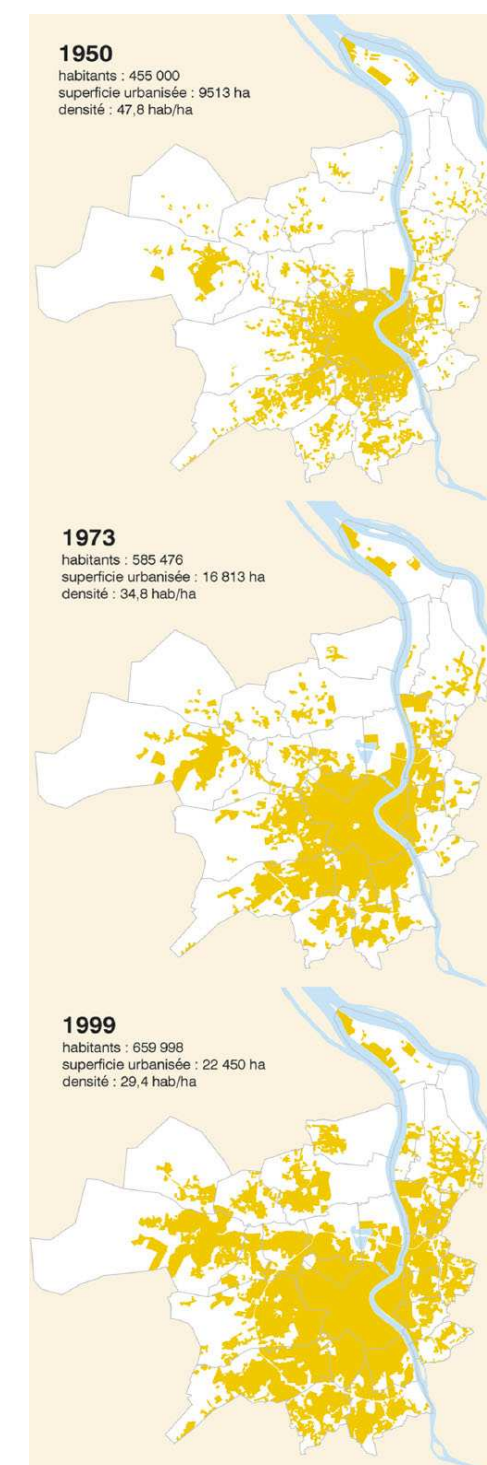 1950
habitants : 455 000
superficie urbanisée : 9513 ha
densité : 47,8 hab/ha
1973
habitants : 585 476
superficie urbanisée : 16 813 ha
densité : 34,8 hab/ha
1999
habitants : 659 998
superficie urbanisée : 22 450 ha
densité : 29,4 hab/ha